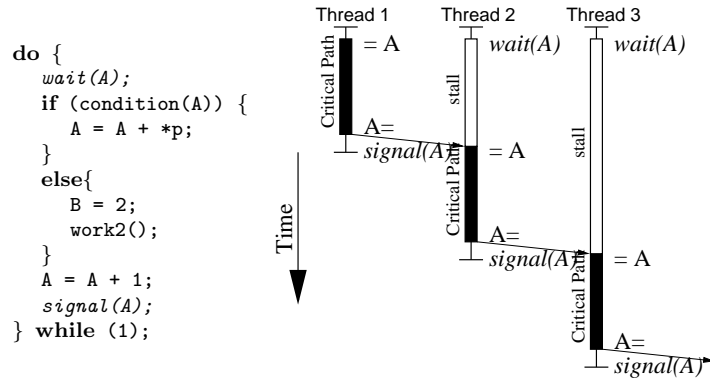 do {
wait(A);
if (condition(A)) {
A = A + *p;
}
else{
B = 2;
work2();
}
A = A + 1;
signal(A);
} while (1);
Time
Thread 1
= A
Critical Path
A=
signal(A)
Thread 2
wait(A)
stall
= A
Critical Path
A=
signal(A)
Thread 3
wait(A)
stall
= A
Critical Path
A=
signal(A)